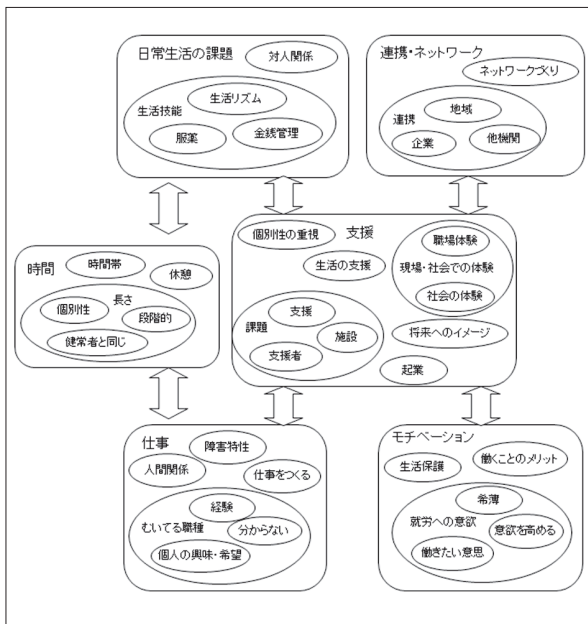 日常生活の課題
対人関係
生活技能
生活リズム
服薬
金銭管理
連携・ネットワーク
ネットワークづくり
連携
地域
企業
他機関
時間
時間帯
休憩
長さ
個別性
段階的
健常者と同じ
支援
個別性の重視
生活の支援
職場体験
現場・社会での体験
社会の体験
課題
支援
施設
支援者
将来へのイメージ
起業
仕事
障害特性
人間関係
仕事をつくる
むいてる職種
経験
分からない
個人の興味・希望
モチベーション
生活保護
働くことのメリット
就労への意欲
希薄
意欲を高める
働きたい意思